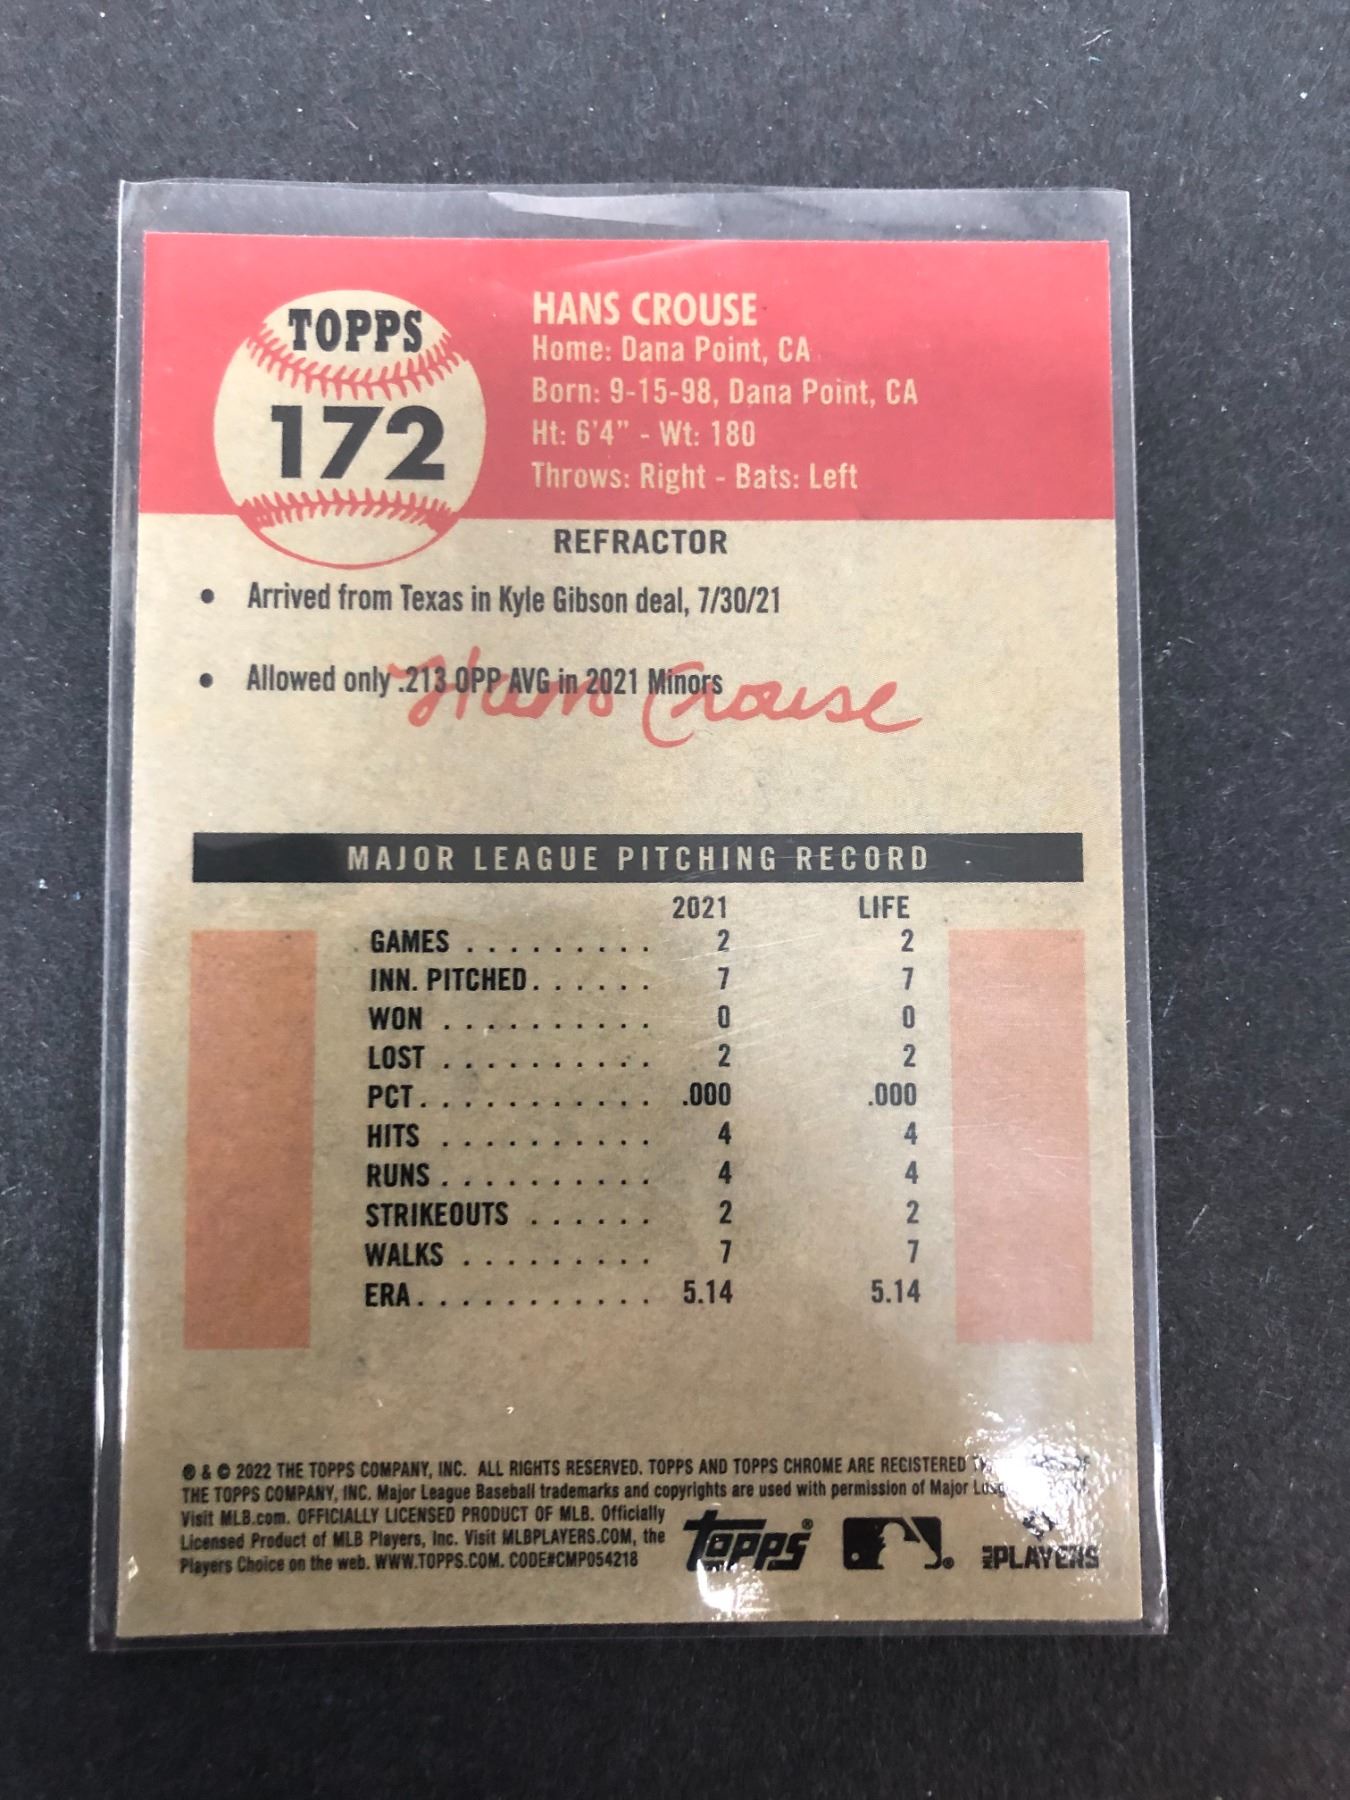 TOPPS
172
HANS CROUSE
Home: Dana Point, CA
Born: 9-15-98, Dana Point, CA
Ht: 6'4" - Wt: 180
Throws: Right - Bats: Left
REFRACTOR
• Arrived from Texas in Kyle Gibson deal, 7/30/21
• Allowed only .213 OPP AVG in 2021 Minors
Hans Crouse
MAJOR LEAGUE PITCHING RECORD
2021 LIFE
GAMES . . . . . . . . . 2 2
INN. PITCHED . . . . . . 7 7
WON . . . . . . . . . . 0 0
LOST . . . . . . . . . . 2 2
PCT . . . . . . . . . . . .000 .000
HITS . . . . . . . . . . 4 4
RUNS . . . . . . . . . . 4 4
STRIKEOUTS . . . . . . 2 2
WALKS . . . . . . . . . 7 7
ERA . . . . . . . . . . . 5.14 5.14
® & © 2022 THE TOPPS COMPANY, INC. ALL RIGHTS RESERVED. TOPPS AND TOPPS CHROME ARE REGISTERED
THE TOPPS COMPANY, INC. Major League Baseball trademarks and copyrights are used with permission of Major
Visit MLB.com. OFFICIALLY LICENSED PRODUCT OF MLB. Officially
Licensed Product of MLB Players, Inc. Visit MLBPLAYERS.COM, the
Players Choice on the web. WWW.TOPPS.COM. CODE#CMP054218
Topps®
MLB PLAYERS